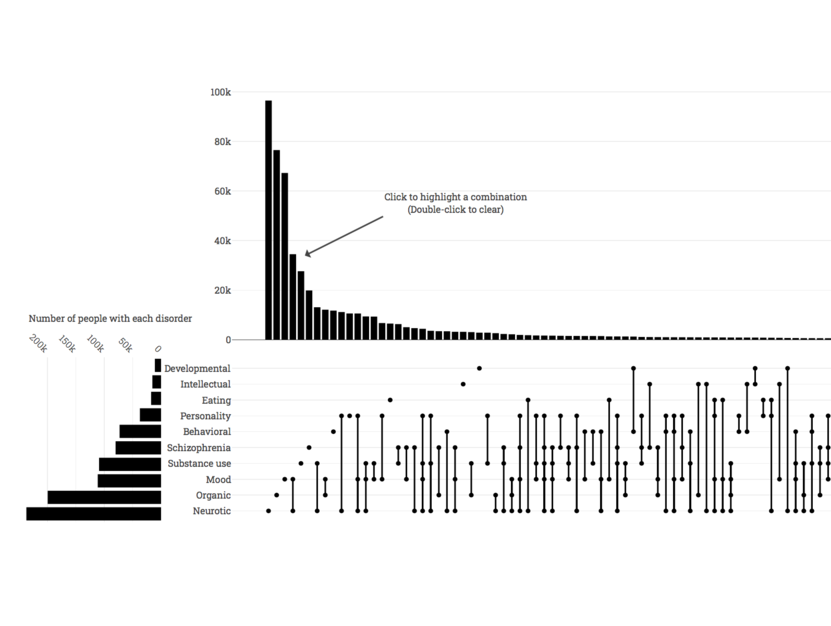 100k
80k
Click to highlight a combination
(Double-click to clear)
60k
40k
20k
0
Number of people with each disorder
200k
150k
100k
50k
0
Developmental
Intellectual
Eating
Personality
Behavioral
Schizophrenia
Substance use
Mood
Organic
Neurotic